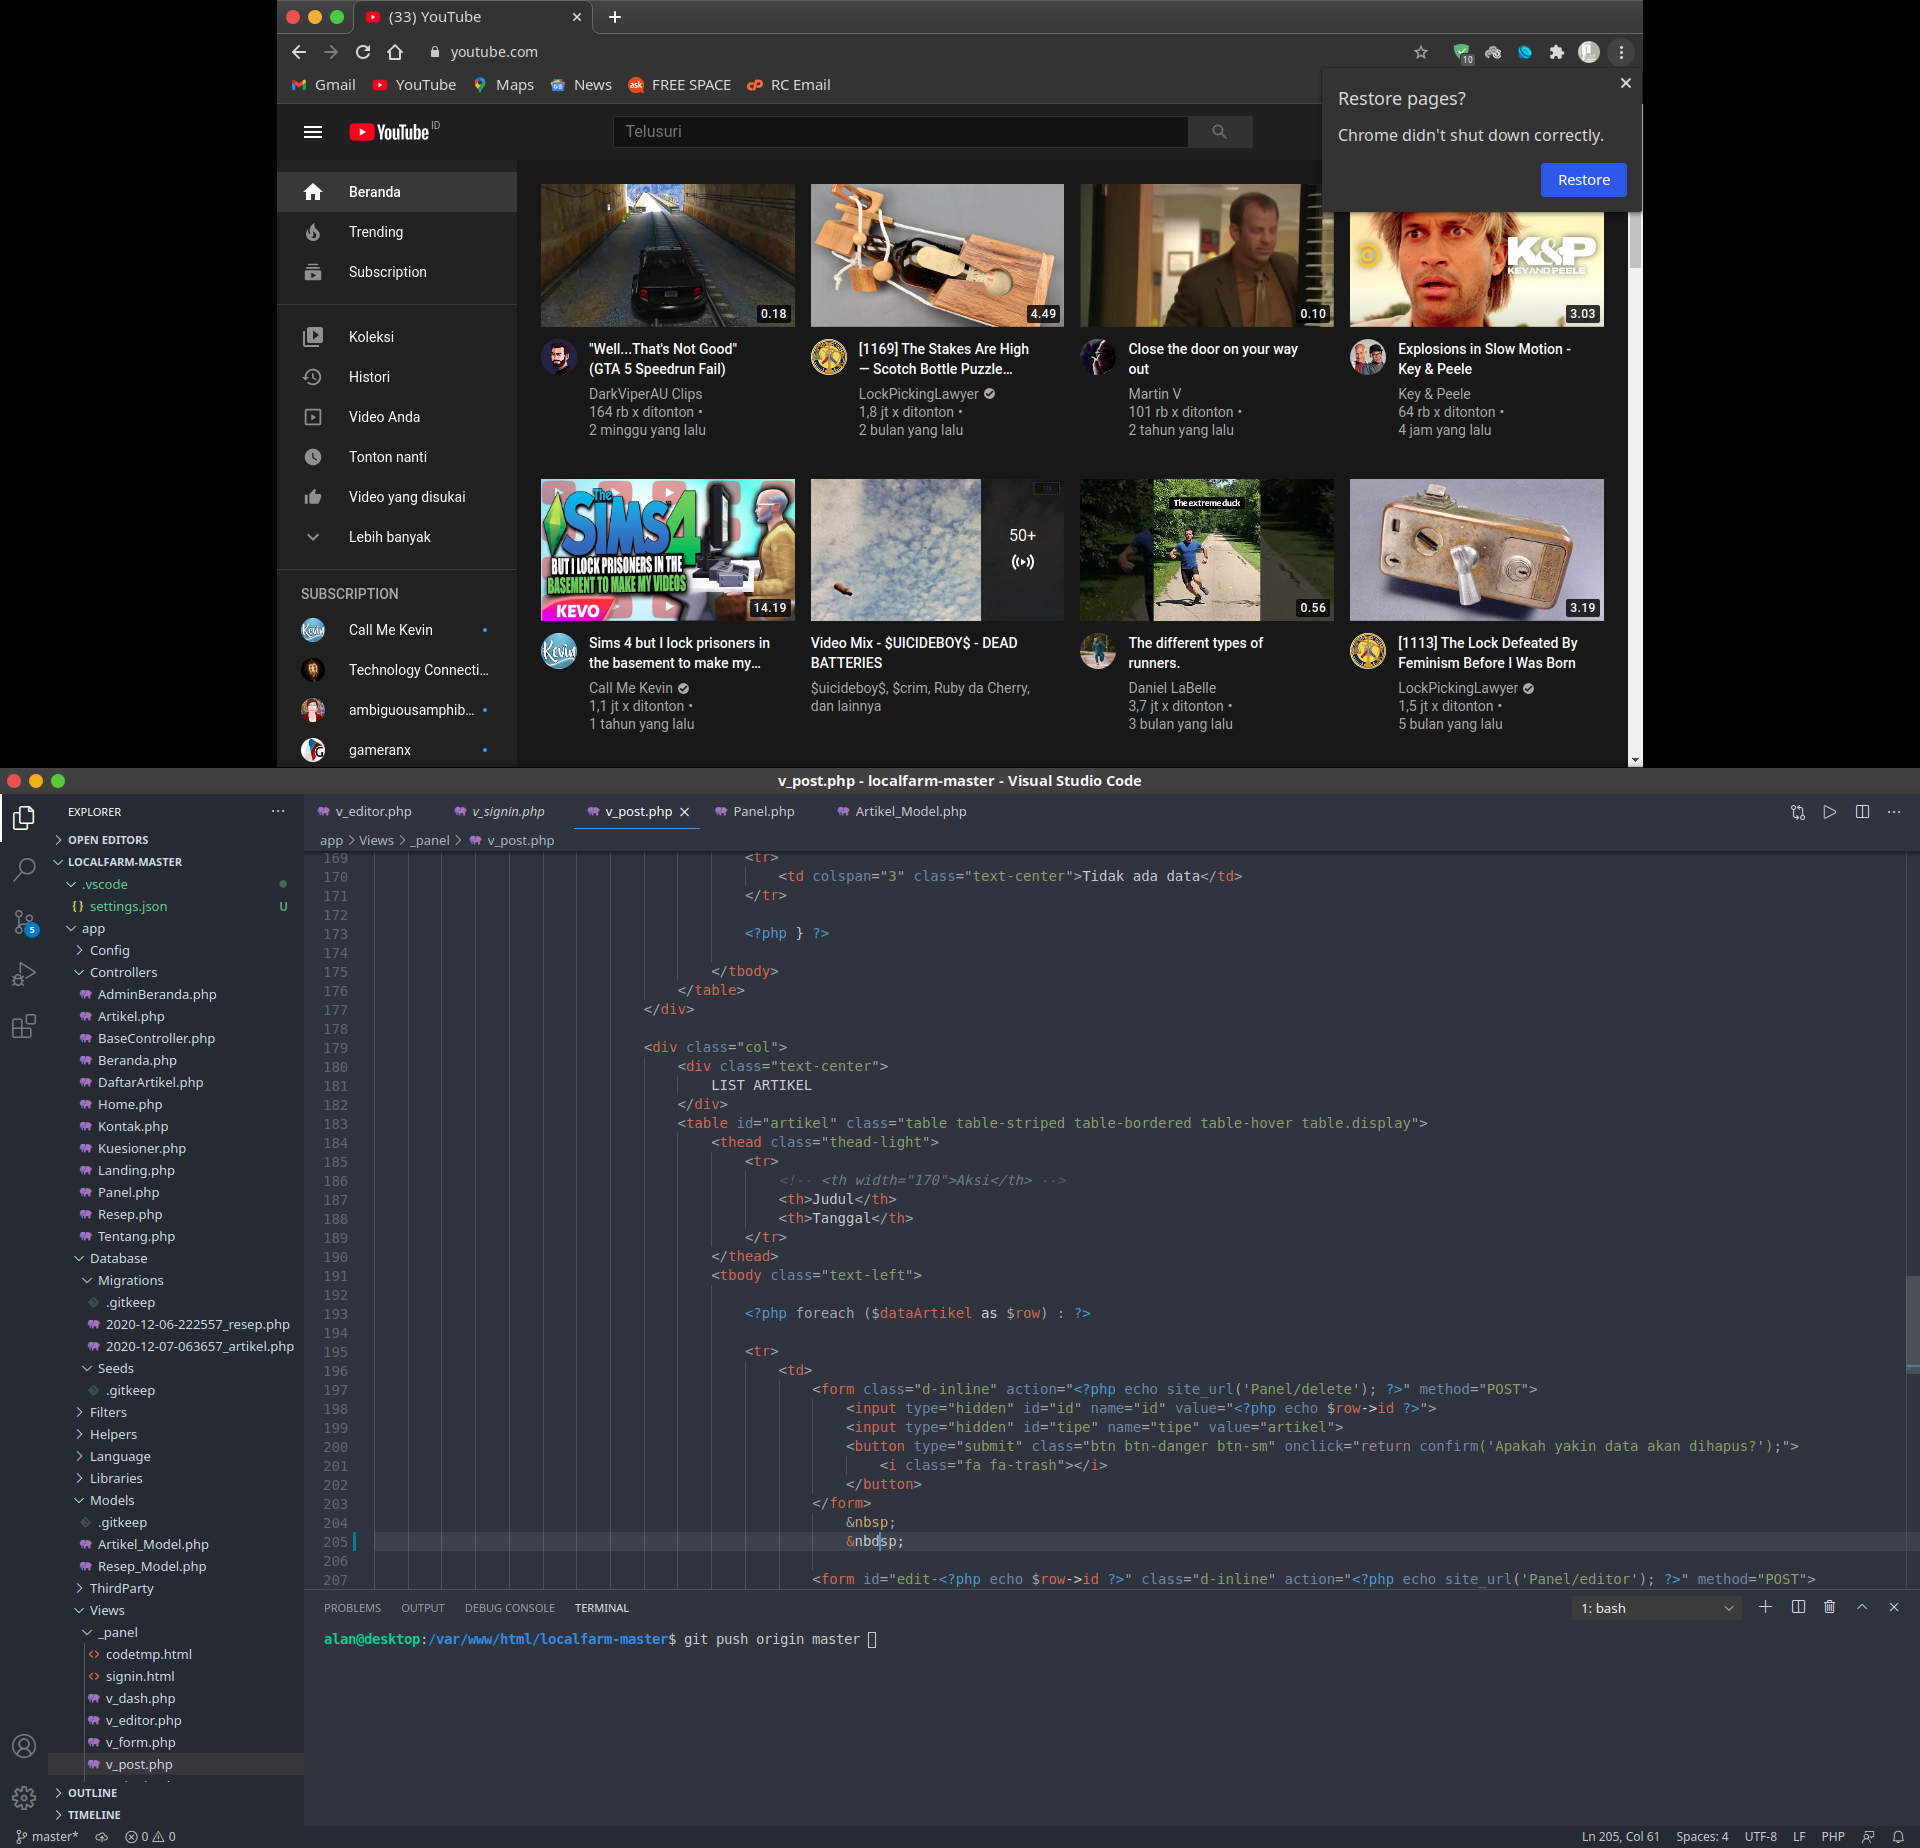 (33) YouTube
youtube.com
10
Gmail YouTube Maps News FREE SPACE RC Email
Restore pages?
Chrome didn't shut down correctly.
Restore
YouTube ID
Telusuri
Beranda
Trending
Subscription
Koleksi
Histori
Video Anda
Tonton nanti
Video yang disukai
Lebih banyak
SUBSCRIPTION
Call Me Kevin
Technology Connecti...
ambiguousamphib...
gameranx
0.18
4.49
0.10
K&P
KEY AND PEELE
3.03
"Well...That's Not Good"
(GTA 5 Speedrun Fail)
DarkViperAU Clips
164 rb x ditonton •
2 minggu yang lalu
[1169] The Stakes Are High
— Scotch Bottle Puzzle...
LockPickingLawyer
1,8 jt x ditonton •
2 bulan yang lalu
Close the door on your way
out
Martin V
101 rb x ditonton •
2 tahun yang lalu
Explosions in Slow Motion -
Key & Peele
Key & Peele
64 rb x ditonton •
4 jam yang lalu
The
SiMS4
BUT I LOCK PRISONERS IN THE
BASEMENT TO MAKE MY VIDEOS
KEVO
14.19
50+
The extreme duck
0.56
3.19
Kevin
Sims 4 but I lock prisoners in
the basement to make my...
Call Me Kevin
1,1 jt x ditonton •
1 tahun yang lalu
Video Mix - $UICIDEBOY$ - DEAD
BATTERIES
$uicideboy$, $crim, Ruby da Cherry,
dan lainnya
The different types of
runners.
Daniel LaBelle
3,7 jt x ditonton •
3 bulan yang lalu
[1113] The Lock Defeated By
Feminism Before I Was Born
LockPickingLawyer
1,5 jt x ditonton •
5 bulan yang lalu
v_post.php - localfarm-master - Visual Studio Code
EXPLORER
OPEN EDITORS
LOCALFARM-MASTER
.vscode
{} settings.json U
app
Config
Controllers
AdminBeranda.php
Artikel.php
BaseController.php
Beranda.php
DaftarArtikel.php
Home.php
Kontak.php
Kuesioner.php
Landing.php
Panel.php
Resep.php
Tentang.php
Database
Migrations
.gitkeep
2020-12-06-222557_resep.php
2020-12-07-063657_artikel.php
Seeds
.gitkeep
Filters
Helpers
Language
Libraries
Models
.gitkeep
Artikel_Model.php
Resep_Model.php
ThirdParty
Views
_panel
codetmp.html
signin.html
v_dash.php
v_editor.php
v_form.php
v_post.php
OUTLINE
TIMELINE
5
v_editor.php v_signin.php v_post.php Panel.php Artikel_Model.php
app > Views > _panel > v_post.php
169 <tr>
170 <td colspan="3" class="text-center">Tidak ada data</td>
171 </tr>
172
173 <?php } ?>
174
175 </tbody>
176 </table>
177 </div>
178
179 <div class="col">
180 <div class="text-center">
181 LIST ARTIKEL
182 </div>
183 <table id="artikel" class="table table-striped table-bordered table-hover table.display">
184 <thead class="thead-light">
185 <tr>
186 <!-- <th width="170">Aksi</th> -->
187 <th>Judul</th>
188 <th>Tanggal</th>
189 </tr>
190 </thead>
191 <tbody class="text-left">
192
193 <?php foreach ($dataArtikel as $row) : ?>
194
195 <tr>
196 <td>
197 <form class="d-inline" action="<?php echo site_url('Panel/delete'); ?>" method="POST">
198 <input type="hidden" id="id" name="id" value="<?php echo $row->id ?>">
199 <input type="hidden" id="tipe" name="tipe" value="artikel">
200 <button type="submit" class="btn btn-danger btn-sm" onclick="return confirm('Apakah yakin data akan dihapus?');">
201 <i class="fa fa-trash"></i>
202 </button>
203 </form>
204 &nbsp;
205 &nbdsp;
206
207 <form id="edit-<?php echo $row->id ?>" class="d-inline" action="<?php echo site_url('Panel/editor'); ?>" method="POST">
PROBLEMS OUTPUT DEBUG CONSOLE TERMINAL
1: bash
alan@desktop:/var/www/html/localfarm-master$ git push origin master
master* 0 0
Ln 205, Col 61 Spaces: 4 UTF-8 LF PHP